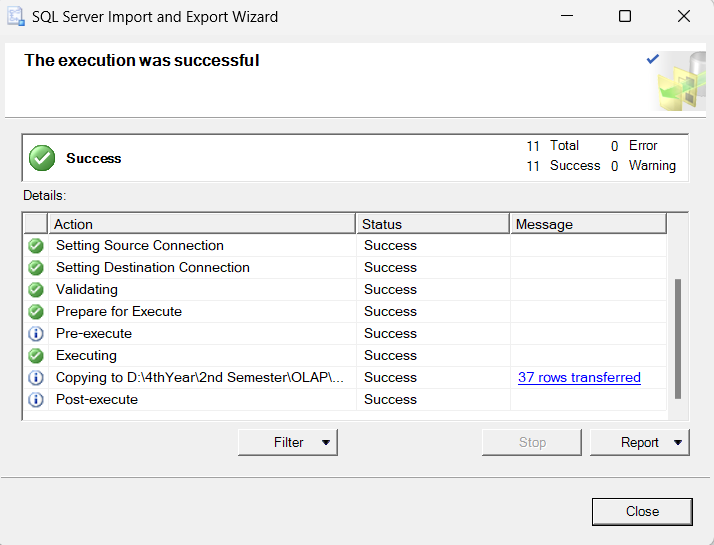 SQL Server Import and Export Wizard
The execution was successful
Success
11 Total 0 Error
11 Success 0 Warning
Details:
Action Status Message
Setting Source Connection Success
Setting Destination Connection Success
Validating Success
Prepare for Execute Success
Pre-execute Success
Executing Success
Copying to D:\4thYear\2nd Semester\OLAP\... Success 37 rows transferred
Post-execute Success
Filter Stop Report
Close